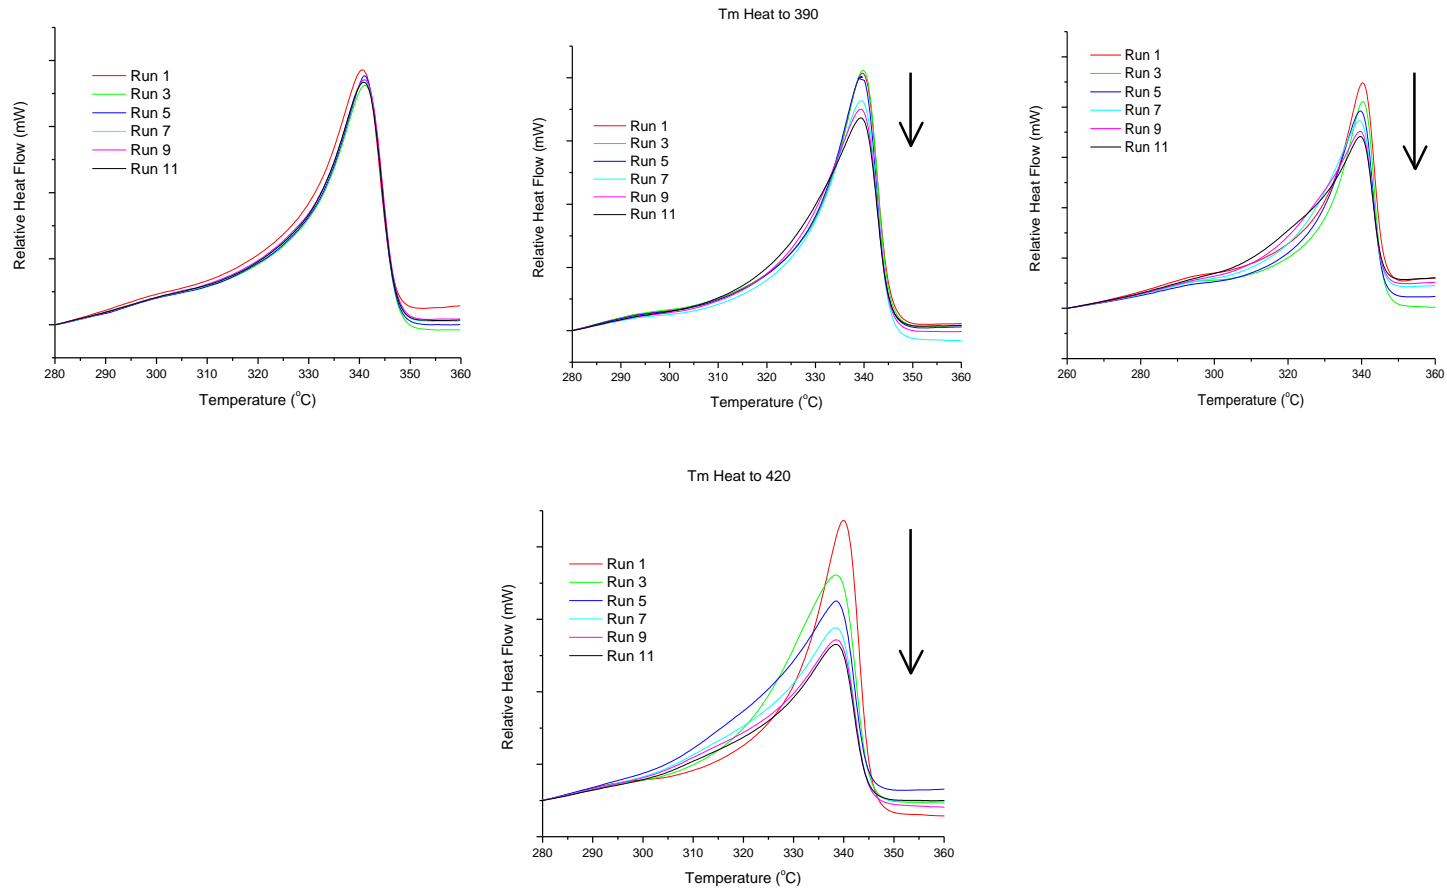 Tm Heat to 390
Relative Heat Flow (mW)
Run 1
Run 3
Run 5
Run 7
Run 9
Run 11
280 290 300 310 320 330 340 350 360
Temperature (°C)
Relative Heat Flow (mW)
Run 1
Run 3
Run 5
Run 7
Run 9
Run 11
280 290 300 310 320 330 340 350 360
Temperature (°C)
Relative Heat Flow (mW)
Run 1
Run 3
Run 5
Run 7
Run 9
Run 11
260 280 300 320 340 360
Temperature (°C)
Tm Heat to 420
Relative Heat Flow (mW)
Run 1
Run 3
Run 5
Run 7
Run 9
Run 11
280 290 300 310 320 330 340 350 360
Temperature (°C)